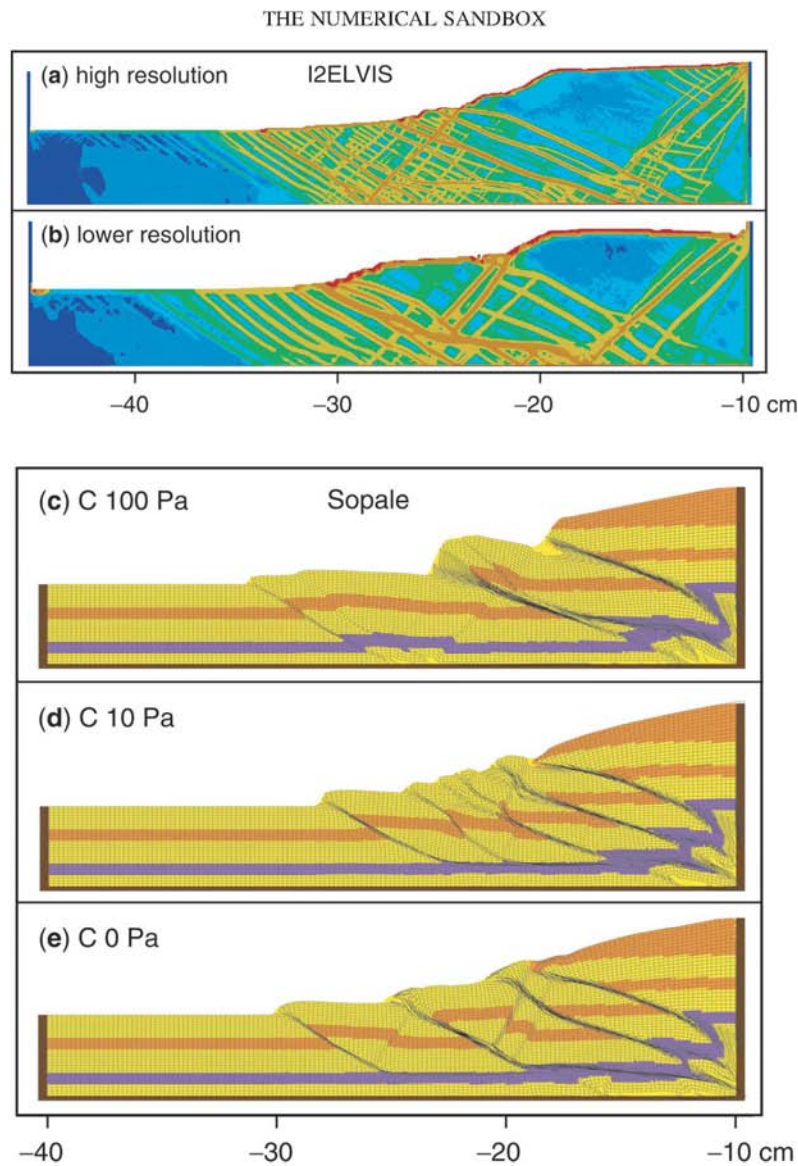 THE NUMERICAL SANDBOX
(a) high resolution I2ELVIS
(b) lower resolution
−40 −30 −20 −10 cm
(c) C 100 Pa Sopale
(d) C 10 Pa
(e) C 0 Pa
−40 −30 −20 −10 cm